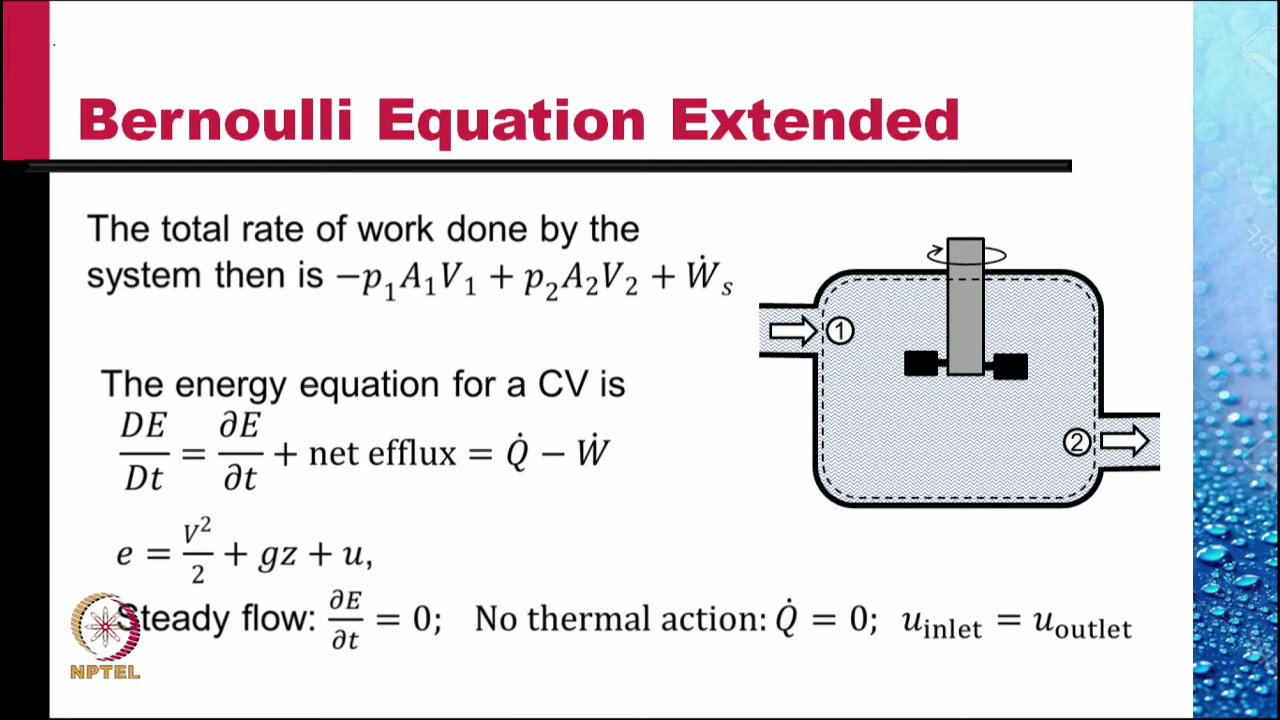 Bernoulli Equation Extended
The total rate of work done by the
system then is −p₁A₁V₁ + p₂A₂V₂ + Ẇₛ
The energy equation for a CV is
DE/Dt = ∂E/∂t + net efflux = Q̇ − Ẇ
e = V²/2 + gz + u,
Steady flow: ∂E/∂t = 0; No thermal action: Q̇ = 0; u_inlet = u_outlet
1
2
NPTEL